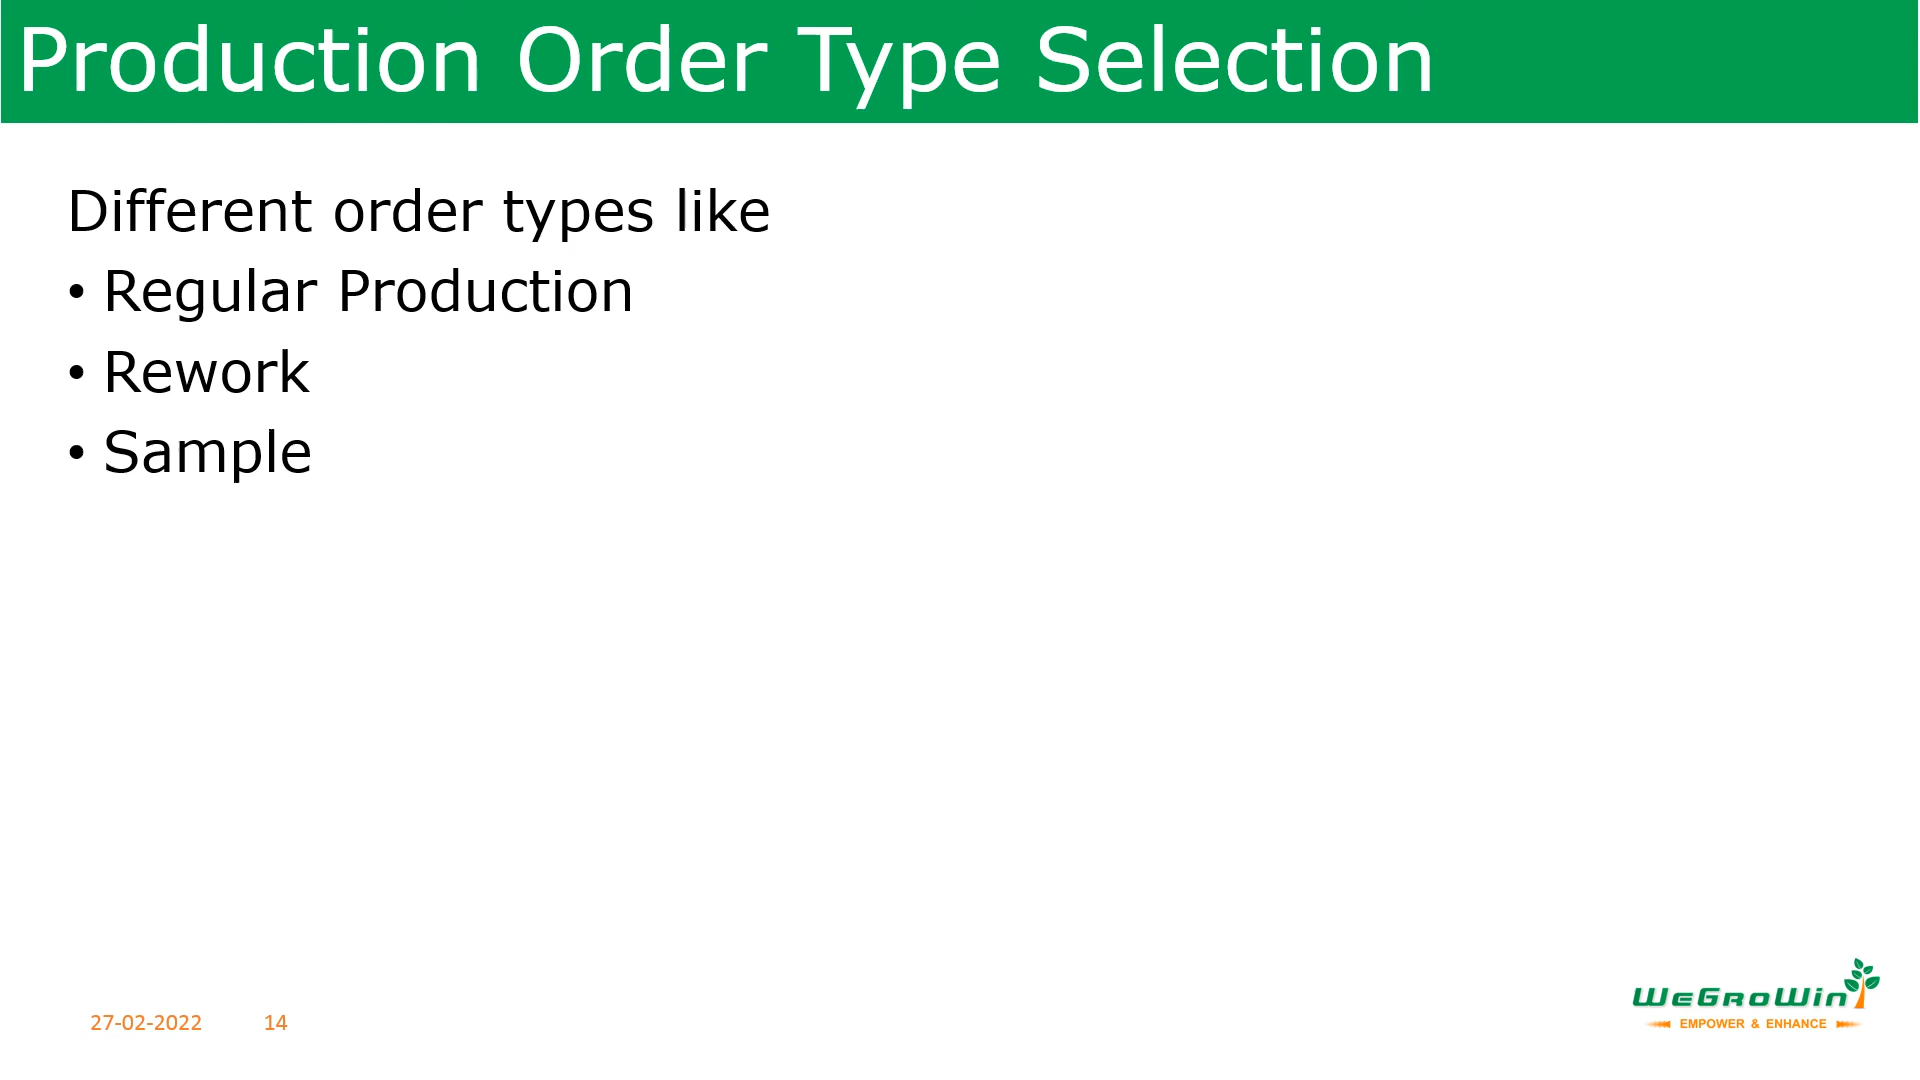 Production Order Type Selection
Different order types like
• Regular Production
• Rework
• Sample
27-02-2022 14
WeGroWin
EMPOWER & ENHANCE